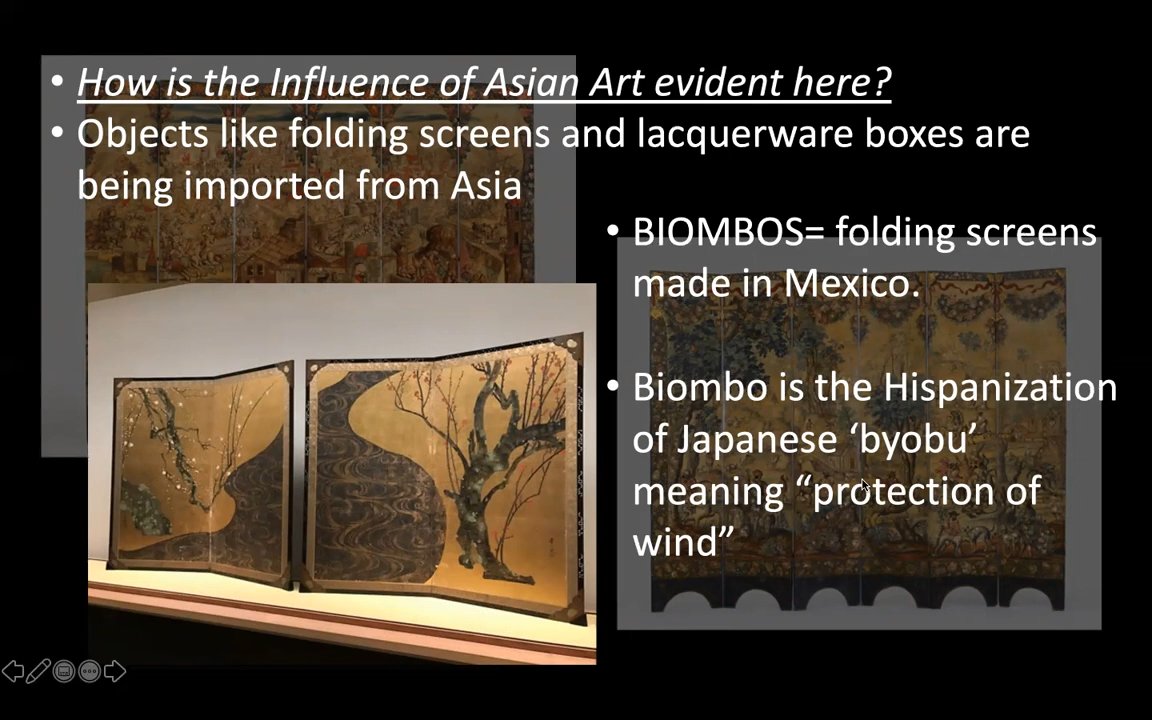 • How is the Influence of Asian Art evident here?
• Objects like folding screens and lacquerware boxes are
being imported from Asia
• BIOMBOS= folding screens
made in Mexico.
• Biombo is the Hispanization
of Japanese ‘byobu’
meaning “protection of
wind”